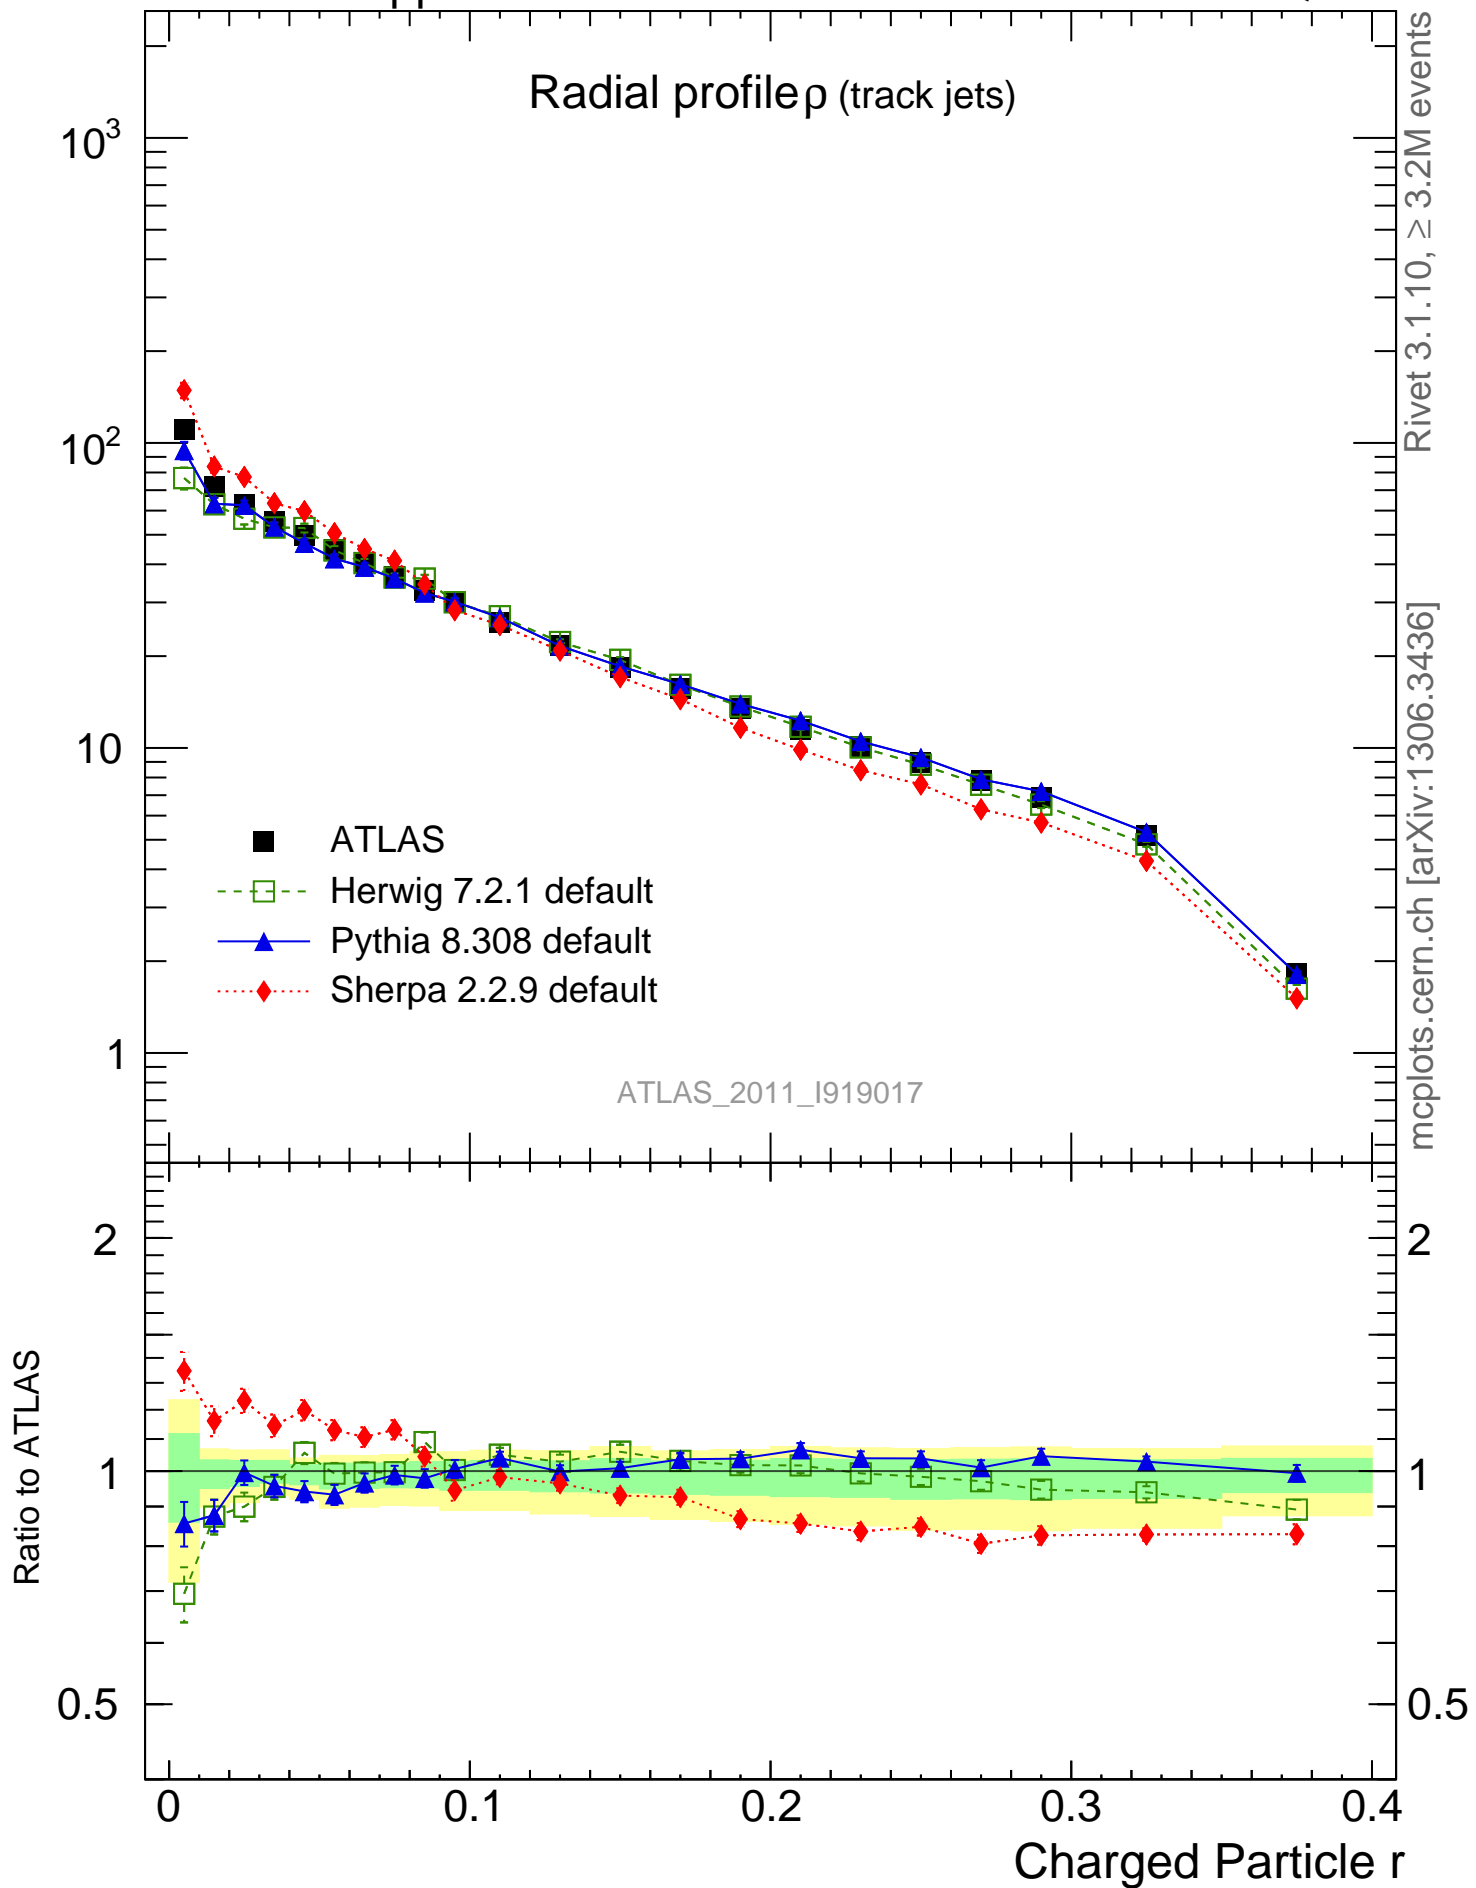 pp
Radial profile ρ (track jets)
10³
10²
10
1
ATLAS
Herwig 7.2.1 default
Pythia 8.308 default
Sherpa 2.2.9 default
ATLAS_2011_I919017
Rivet 3.1.10, ≥ 3.2M events
mcplots.cern.ch [arXiv:1306.3436]
Ratio to ATLAS
2
1
0.5
2
1
0.5
0 0.1 0.2 0.3 0.4
Charged Particle r